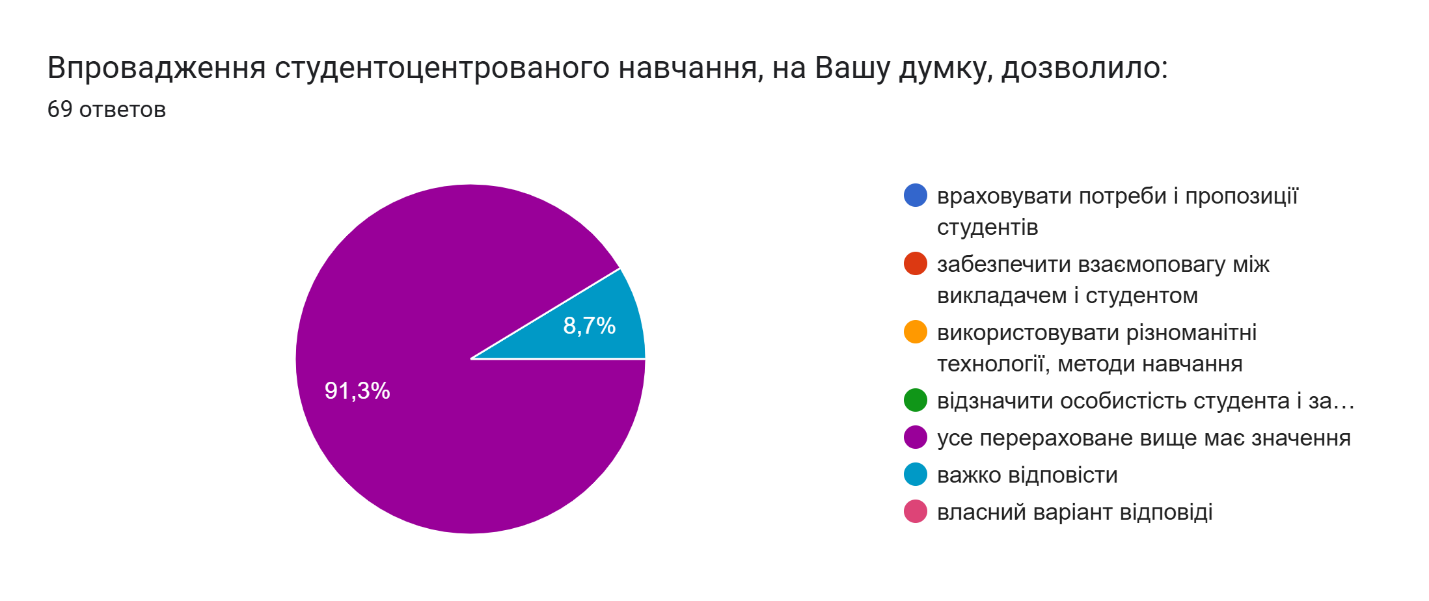 Впровадження студентоцентрованого навчання, на Вашу думку, дозволило:
69 ответов
8,7%
91,3%
враховувати потреби і пропозиції
студентів
забезпечити взаємоповагу між
викладачем і студентом
використовувати різноманітні
технології, методи навчання
відзначити особистість студента і за…
усе перераховане вище має значення
важко відповісти
власний варіант відповіді